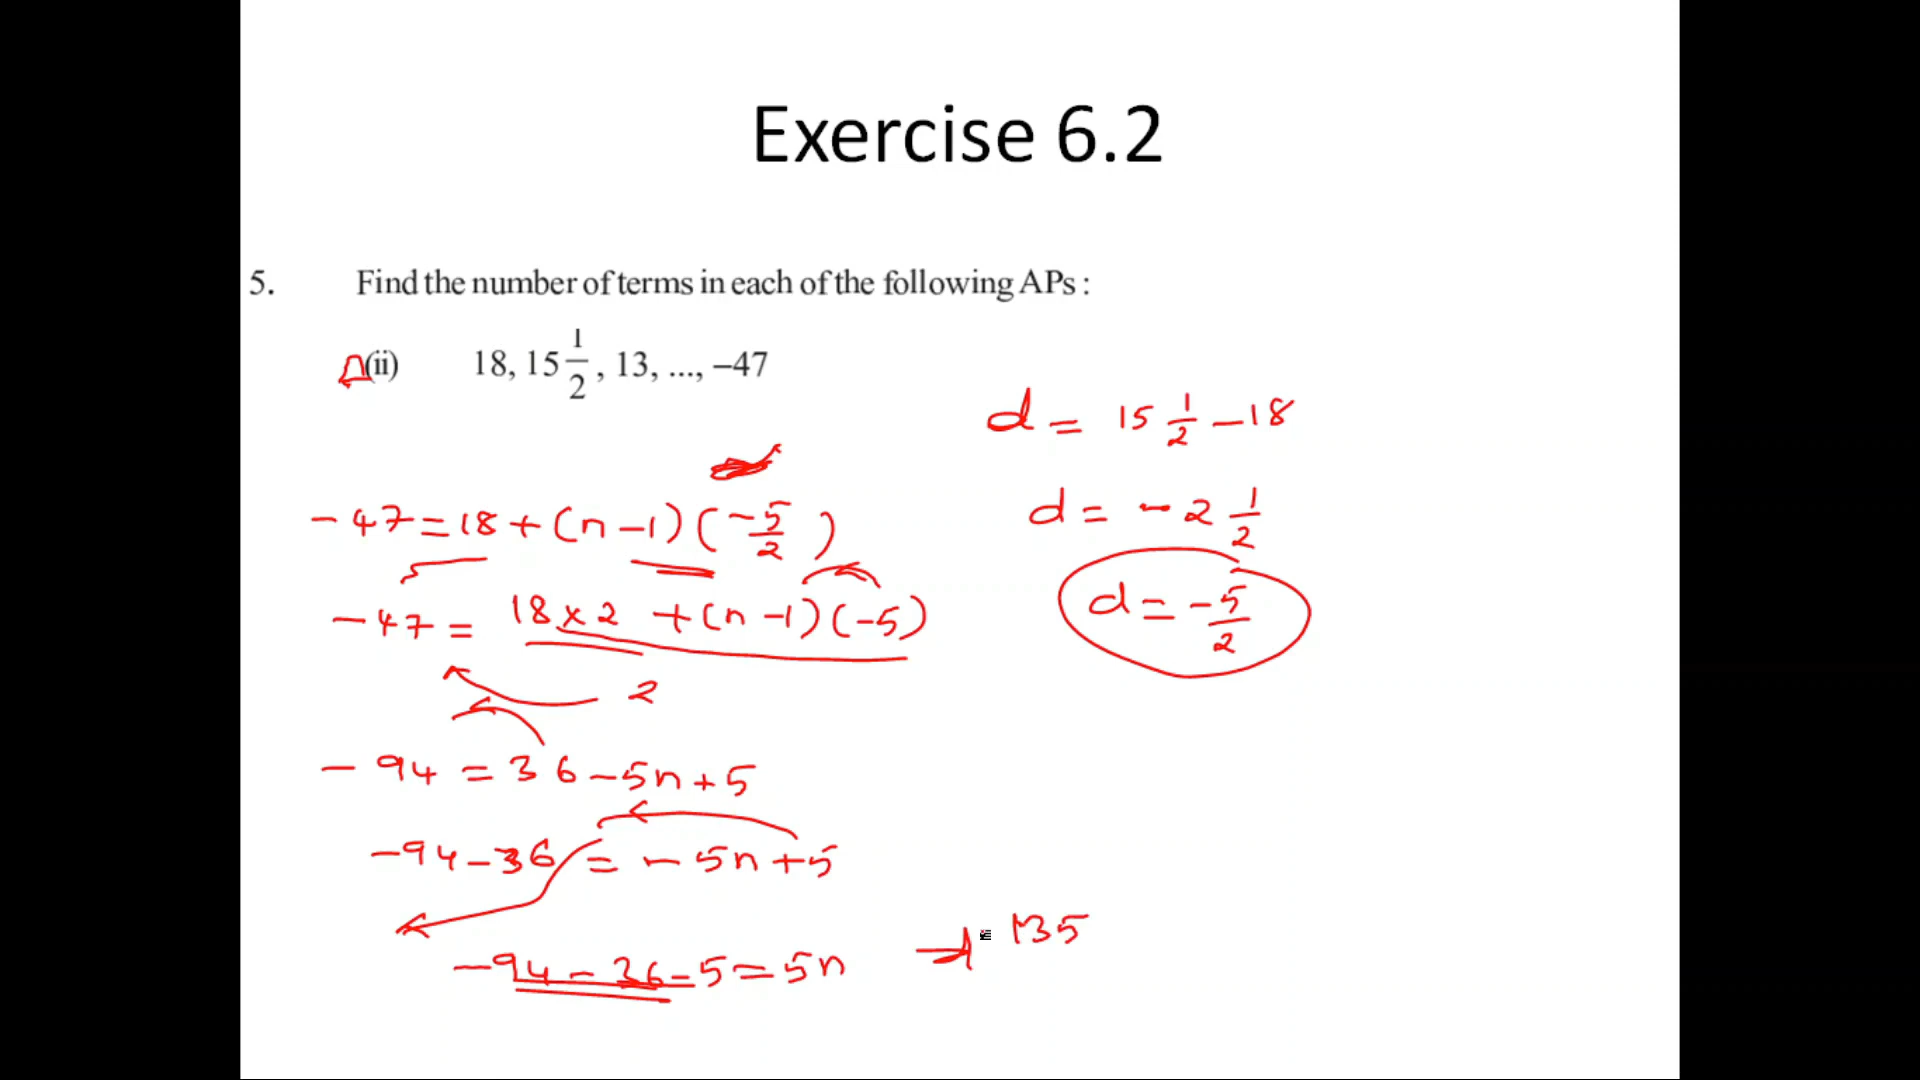 Exercise 6.2
5. Find the number of terms in each of the following APs :
(ii) 18, 15 1/2, 13, ..., –47
d = 15 1/2 – 18
d = – 2 1/2
d = – 5/2
– 47 = 18 + (n – 1) ( – 5/2 )
– 47 = 18 × 2 + (n – 1) (–5)
2
– 94 = 36 – 5n + 5
– 94 – 36 = – 5n + 5
– 94 – 36 – 5 = 5n
135